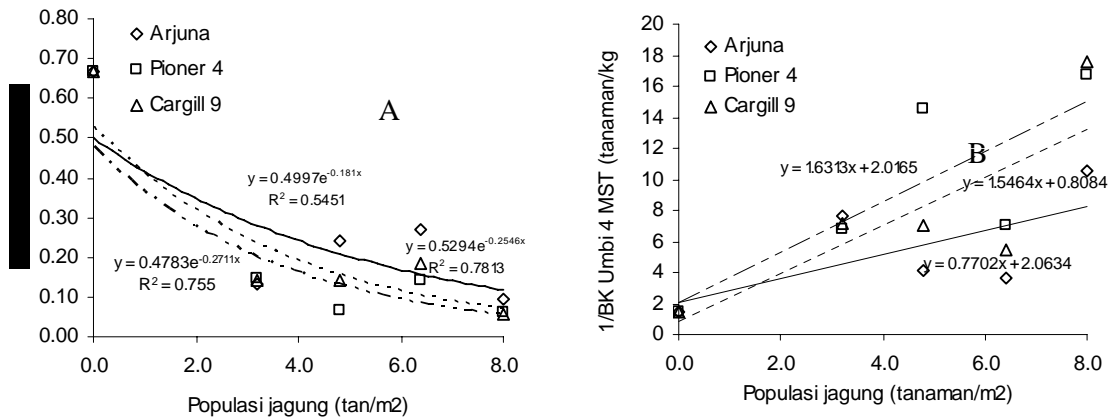 0.80
0.70
0.60
0.50
0.40
0.30
0.20
0.10
0.00
Arjuna
Pioner 4
Cargill 9
A
y = 0.4997e^-0.181x
R² = 0.5451
y = 0.5294e^-0.2546x
R² = 0.7813
y = 0.4783e^-0.2711x
R² = 0.755
0.0 2.0 4.0 6.0 8.0
Populasi jagung (tan/m2)
1/BK Umbi 4 MST (tanaman/kg
20
18
16
14
12
10
8
6
4
2
0
Arjuna
Pioner 4
Cargill 9
B
y = 1.6313x + 2.0165
y = 1.5464x + 0.8084
y = 0.7702x + 2.0634
0.0 2.0 4.0 6.0 8.0
Populasi jagung (tanaman/m2)